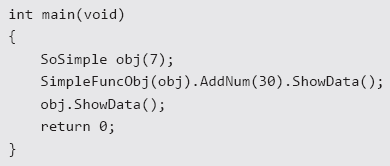 int main(void)
{
    SoSimple obj(7);
    SimpleFuncObj(obj).AddNum(30).ShowData();
    obj.ShowData();
    return 0;
}